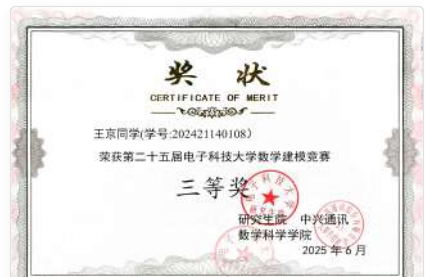 奖 状
CERTIFICATE OF MERIT
王京同学(学号:202421140108)
荣获第二十五届电子科技大学数学建模竞赛
三等奖
研究生院 中兴通讯
数学科学学院
2025 年 6 月